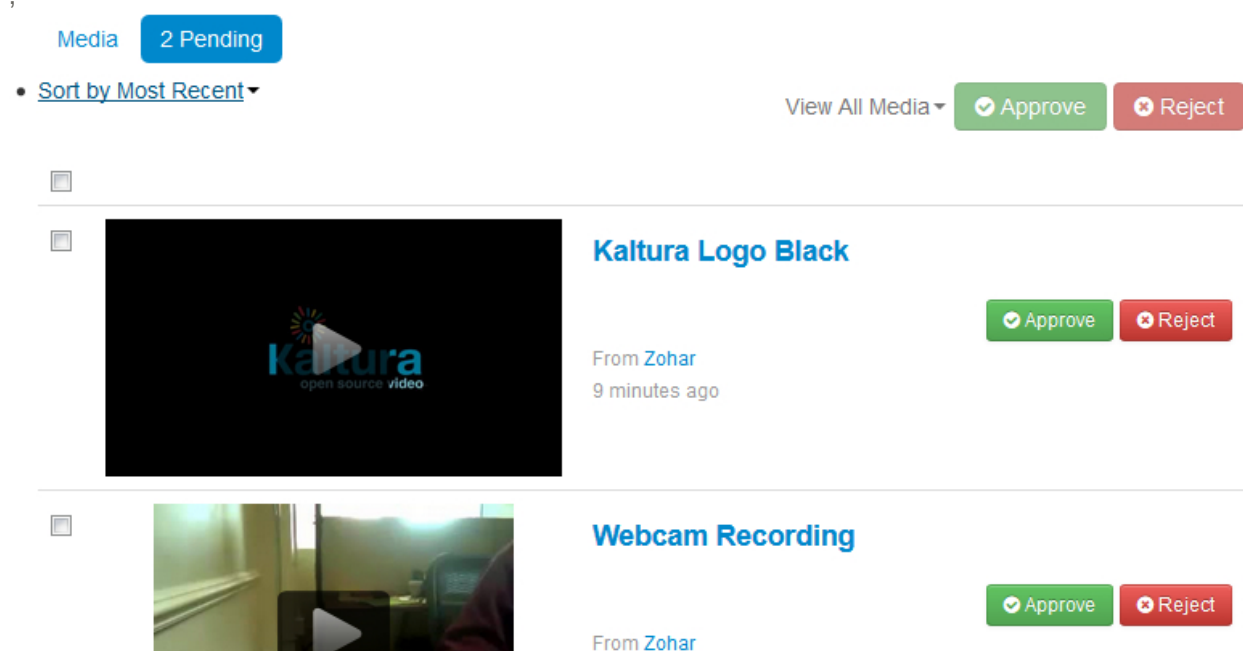 ;
Media 2 Pending
• Sort by Most Recent
View All Media Approve Reject
Kaltura Logo Black
Approve Reject
Kaltura
open source video
From Zohar
9 minutes ago
Webcam Recording
Approve Reject
From Zohar